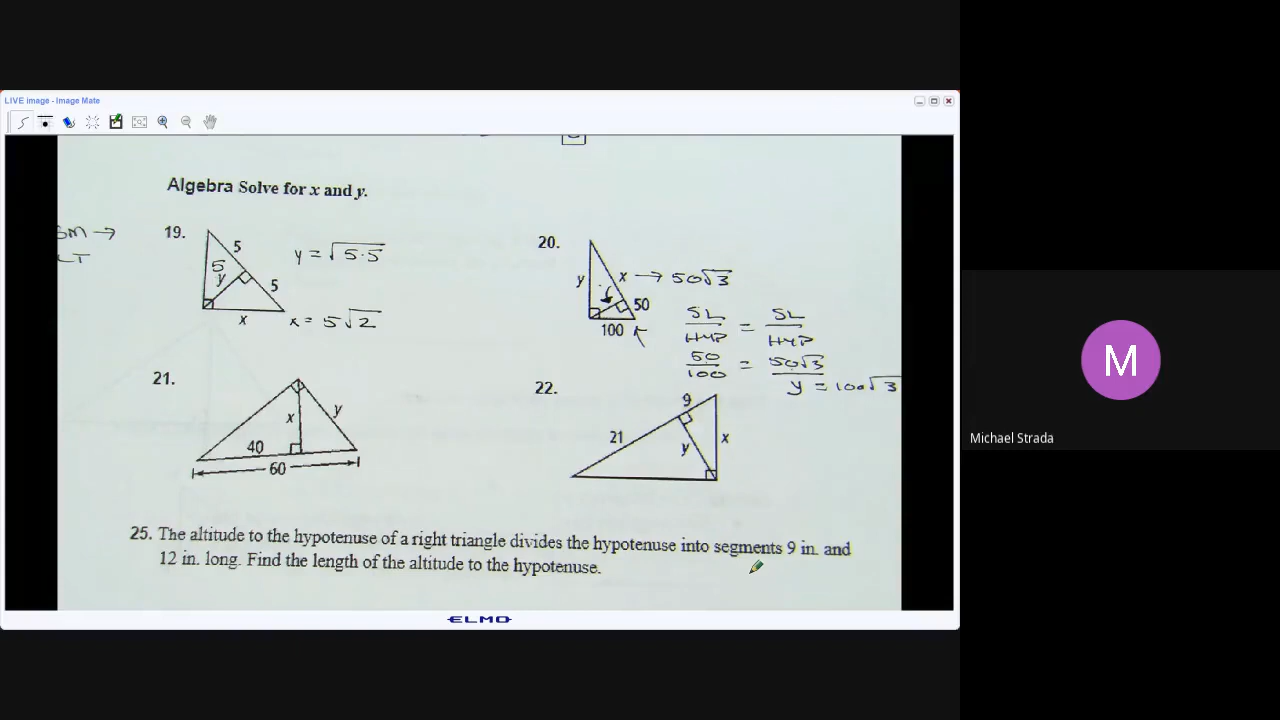 LIVE image - Image Mate
Algebra Solve for x and y.
19.
5
5
y
5
x
y = √5·5
x = 5√2
20.
y
x → 50√3
50
100
SL/HYP = SL/HYP
50/100 = 50√3/y
y = 100√3
21.
x
y
40
60
22.
9
21
y
x
25. The altitude to the hypotenuse of a right triangle divides the hypotenuse into segments 9 in. and
12 in. long. Find the length of the altitude to the hypotenuse.
ELMO
M
Michael Strada